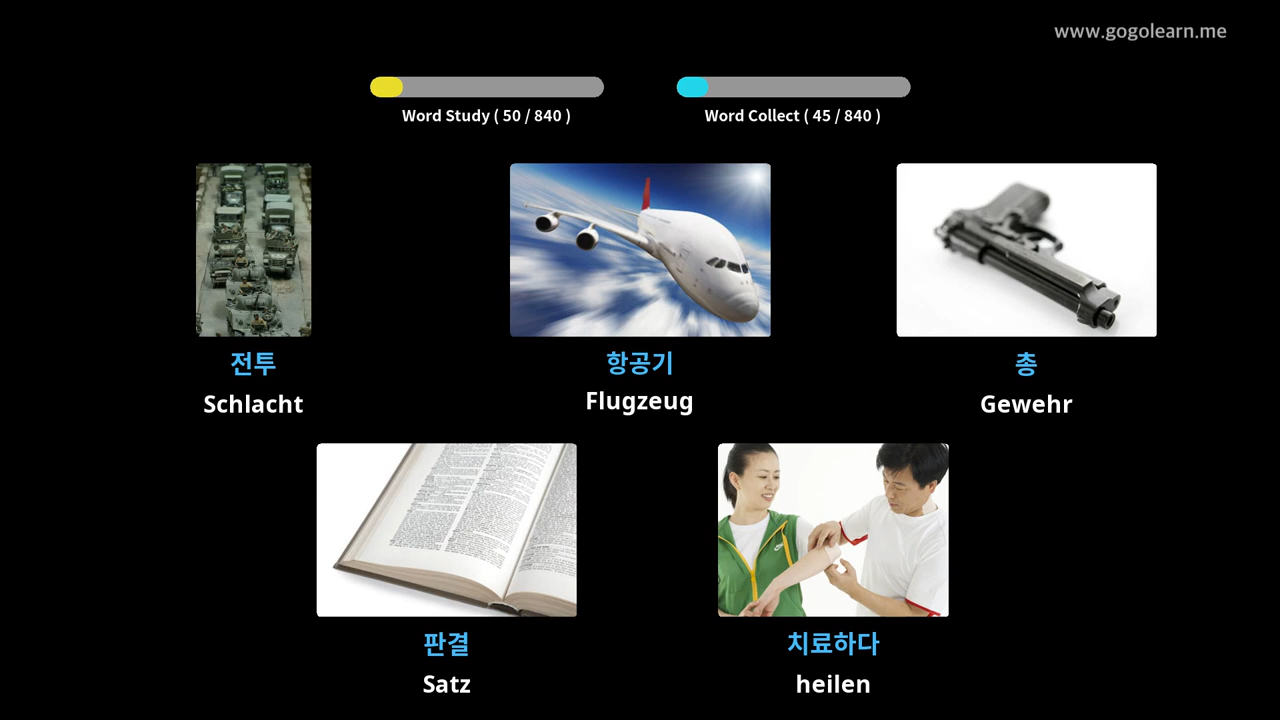 www.gogolearn.me
Word Study ( 50 / 840 )
Word Collect ( 45 / 840 )
전투
Schlacht
항공기
Flugzeug
총
Gewehr
판결
Satz
치료하다
heilen